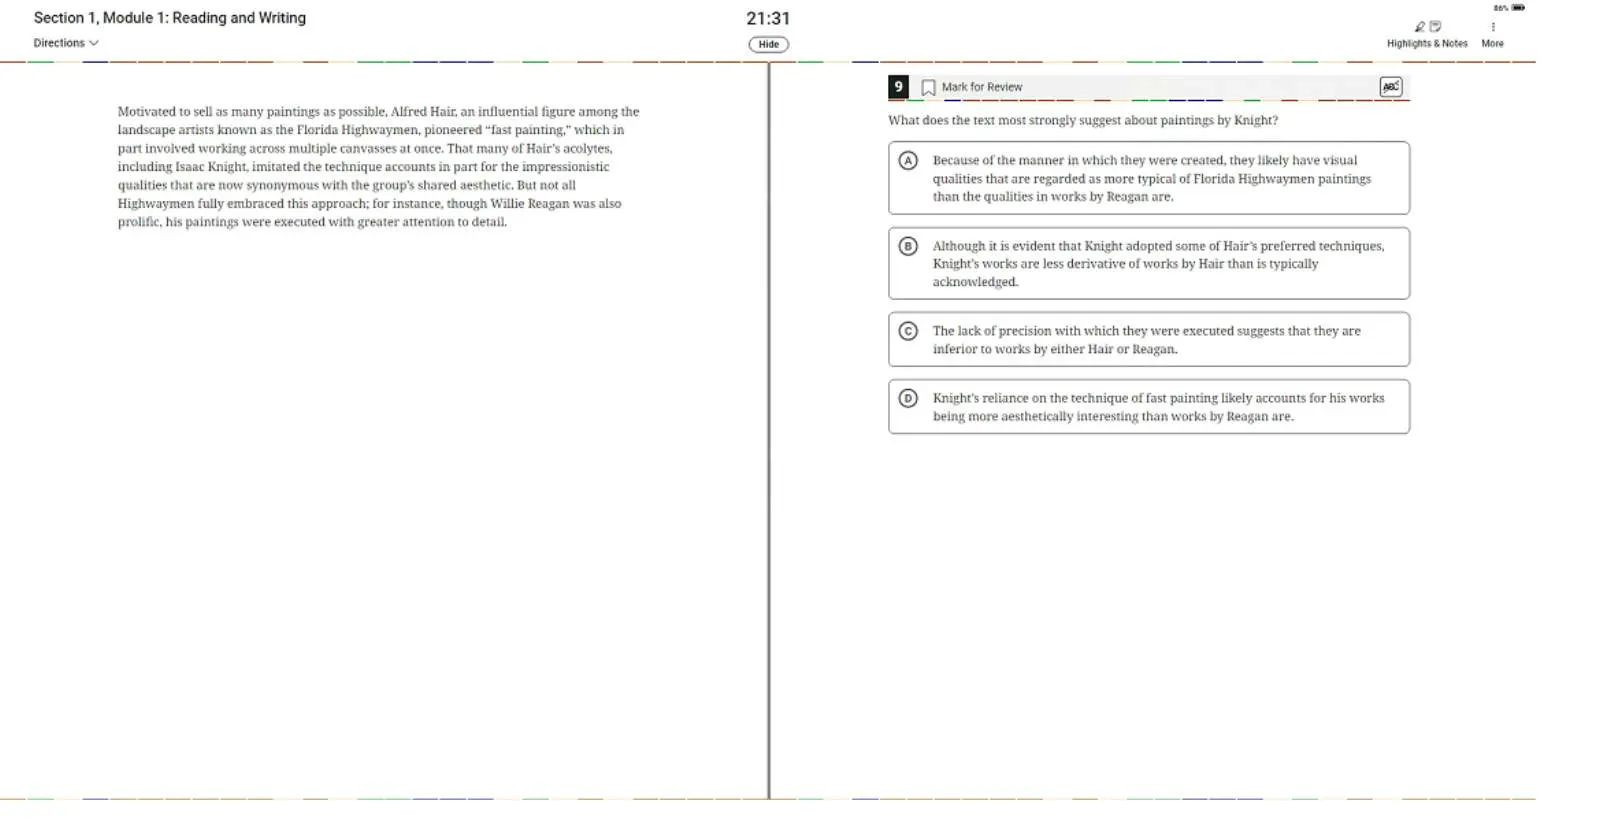 Section 1, Module 1: Reading and Writing
21:31
86%
Directions
Hide
Highlights & Notes
More
Motivated to sell as many paintings as possible, Alfred Hair, an influential figure among the
landscape artists known as the Florida Highwaymen, pioneered “fast painting,” which in
part involved working across multiple canvasses at once. That many of Hair’s acolytes,
including Isaac Knight, imitated the technique accounts in part for the impressionistic
qualities that are now synonymous with the group’s shared aesthetic. But not all
Highwaymen fully embraced this approach; for instance, though Willie Reagan was also
prolific, his paintings were executed with greater attention to detail.
9
Mark for Review
ABC
What does the text most strongly suggest about paintings by Knight?
A
Because of the manner in which they were created, they likely have visual
qualities that are regarded as more typical of Florida Highwaymen paintings
than the qualities in works by Reagan are.
B
Although it is evident that Knight adopted some of Hair’s preferred techniques,
Knight’s works are less derivative of works by Hair than is typically
acknowledged.
C
The lack of precision with which they were executed suggests that they are
inferior to works by either Hair or Reagan.
D
Knight’s reliance on the technique of fast painting likely accounts for his works
being more aesthetically interesting than works by Reagan are.